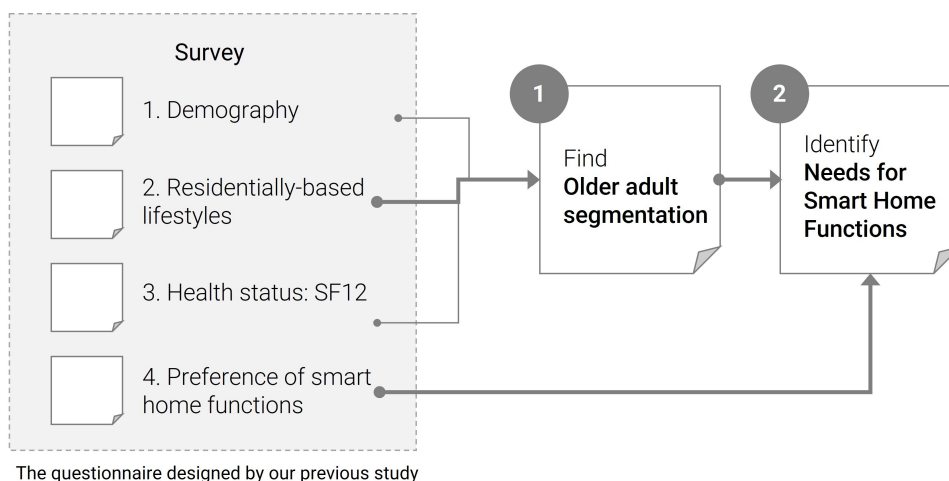 Survey
1. Demography
2. Residentially-based
lifestyles
3. Health status: SF12
4. Preference of smart
home functions
The questionnaire designed by our previous study
1
Find
Older adult
segmentation
2
Identify
Needs for
Smart Home
Functions